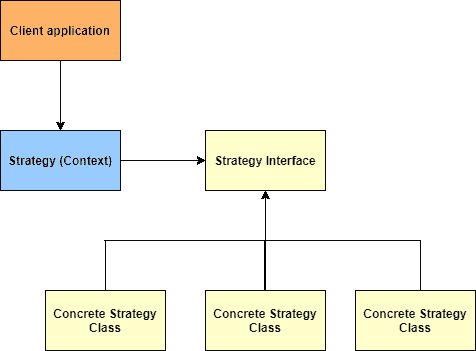 Client application
Strategy (Context)
Strategy Interface
Concrete Strategy
Class
Concrete Strategy
Class
Concrete Strategy
Class